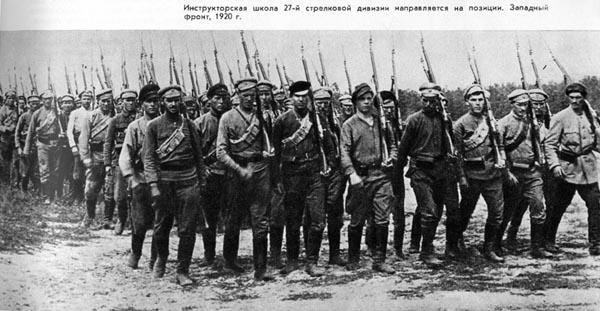 Инструкторская школа 27-й стрелковой дивизии направляется на позиции. Западный
фронт, 1920 г.